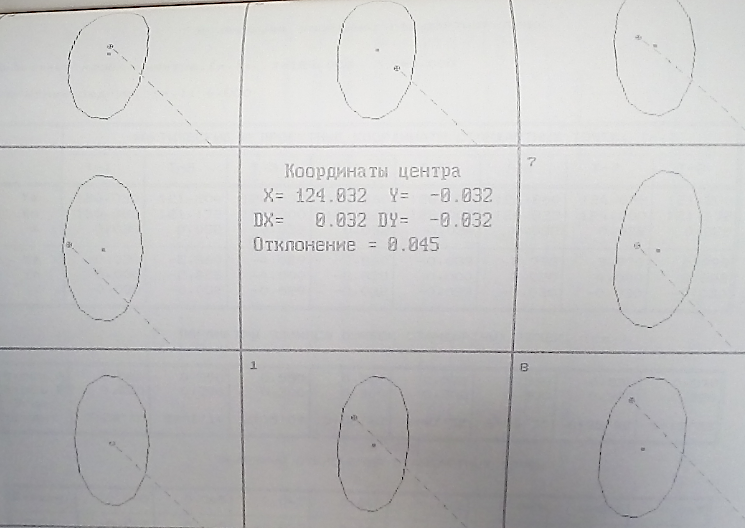 Координаты центра
X= 124.032 Y= -0.032
DX= 0.032 DY= -0.032
Отклонение = 0.045
7
1
8